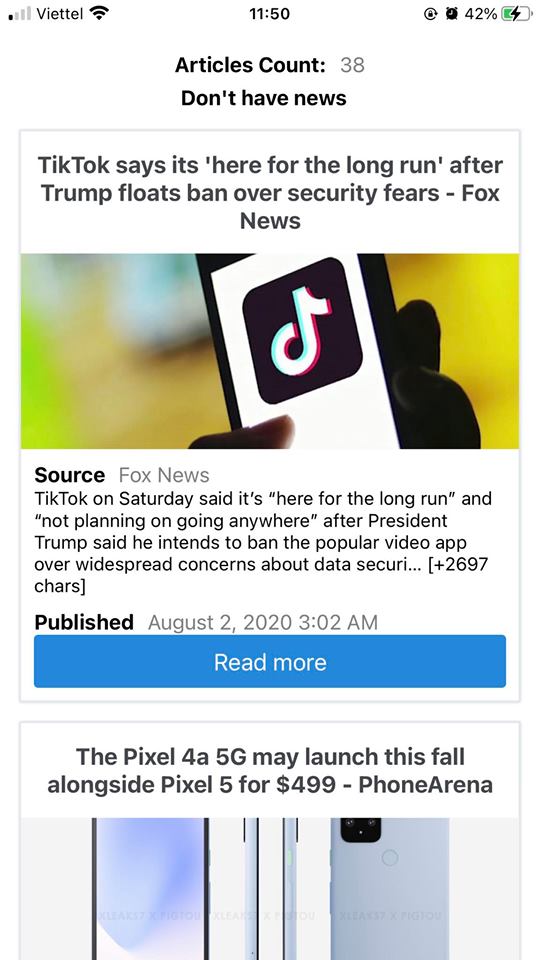 Viettel 11:50 42%
Articles Count: 38
Don't have news
TikTok says its 'here for the long run' after
Trump floats ban over security fears - Fox
News
Source Fox News
TikTok on Saturday said it’s “here for the long run” and
“not planning on going anywhere” after President
Trump said he intends to ban the popular video app
over widespread concerns about data securi… [+2697
chars]
Published August 2, 2020 3:02 AM
Read more
The Pixel 4a 5G may launch this fall
alongside Pixel 5 for $499 - PhoneArena
XLEAKS7 X PIGTOU XLEAKS7 X PIGTOU XLEAKS7 X PIGTOU